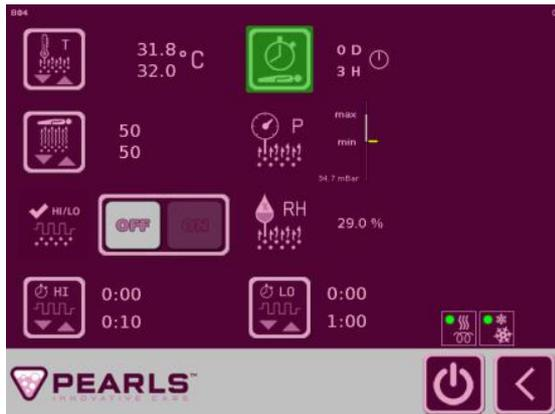 804
T
31.8
32.0
°C
0 D
3 H
50
50
P
max
min
54.7 mBar
HI/LO
OFF ON
RH
29.0 %
HI
0:00
0:10
LO
0:00
1:00
PEARLS™
INNOVATIVE CARE